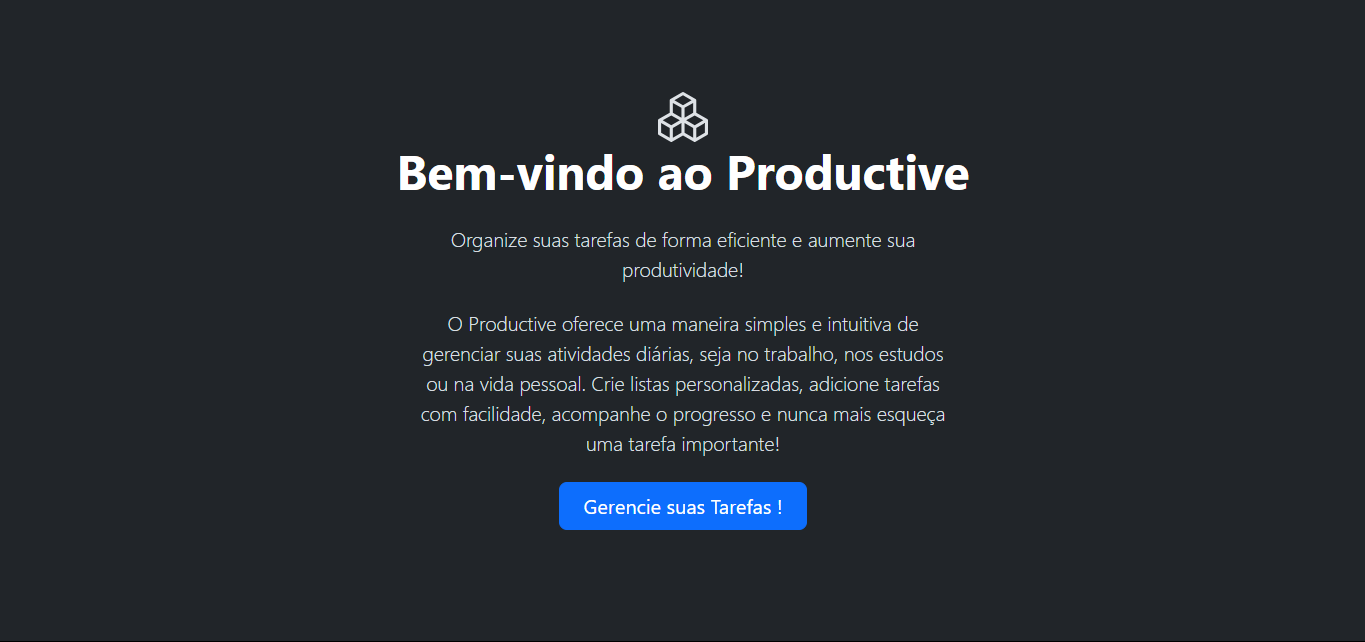 Bem-vindo ao Productive
Organize suas tarefas de forma eficiente e aumente sua
produtividade!
O Productive oferece uma maneira simples e intuitiva de
gerenciar suas atividades diárias, seja no trabalho, nos estudos
ou na vida pessoal. Crie listas personalizadas, adicione tarefas
com facilidade, acompanhe o progresso e nunca mais esqueça
uma tarefa importante!
Gerencie suas Tarefas !